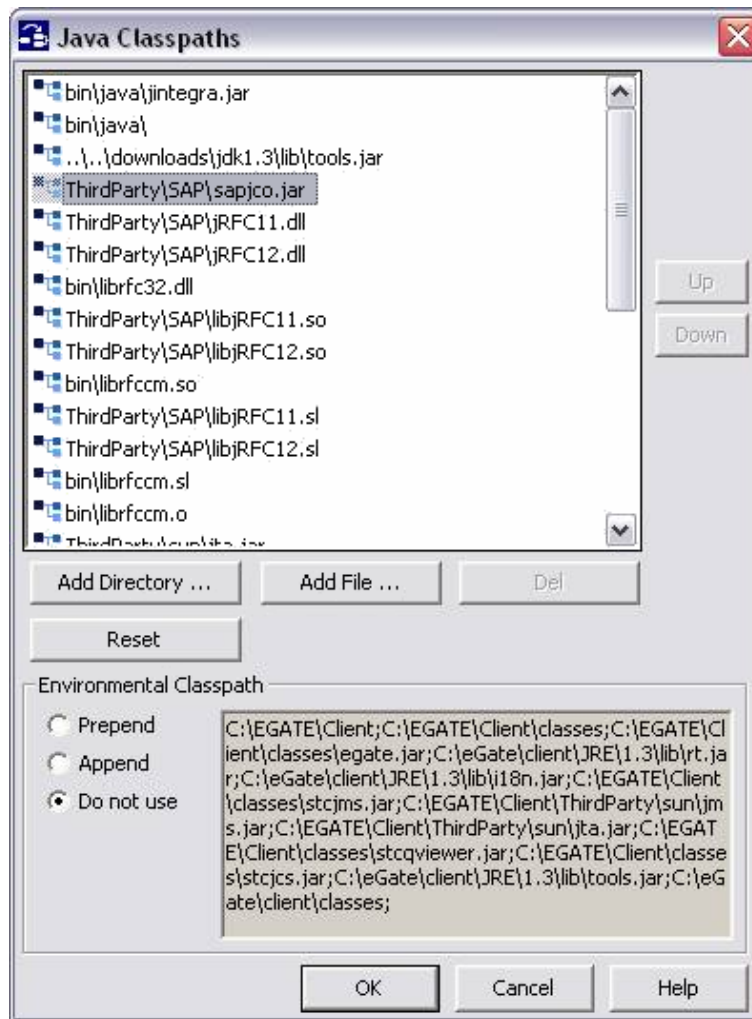 Java Classpaths
bin\java\jintegra.jar
bin\java\
..\..\downloads\jdk1.3\lib\tools.jar
ThirdParty\SAP\sapjco.jar
ThirdParty\SAP\jRFC11.dll
ThirdParty\SAP\jRFC12.dll
bin\librfc32.dll
ThirdParty\SAP\libjRFC11.so
ThirdParty\SAP\libjRFC12.so
bin\librfccm.so
ThirdParty\SAP\libjRFC11.sl
ThirdParty\SAP\libjRFC12.sl
bin\librfccm.sl
bin\librfccm.o
ThirdParty\sun\jta.jar
Up
Down
Add Directory ...
Add File ...
Del
Reset
Environmental Classpath
Prepend
Append
Do not use
C:\EGATE\Client;C:\EGATE\Client\classes;C:\EGATE\Cl
ient\classes\egate.jar;C:\eGate\client\JRE\1.3\lib\rt.ja
r;C:\eGate\client\JRE\1.3\lib\i18n.jar;C:\EGATE\Client
\classes\stcjms.jar;C:\EGATE\Client\ThirdParty\sun\jm
s.jar;C:\EGATE\Client\ThirdParty\sun\jta.jar;C:\EGAT
E\Client\classes\stcqviewer.jar;C:\EGATE\Client\classe
s\stcjcs.jar;C:\eGate\client\JRE\1.3\lib\tools.jar;C:\eG
ate\client\classes;
OK
Cancel
Help